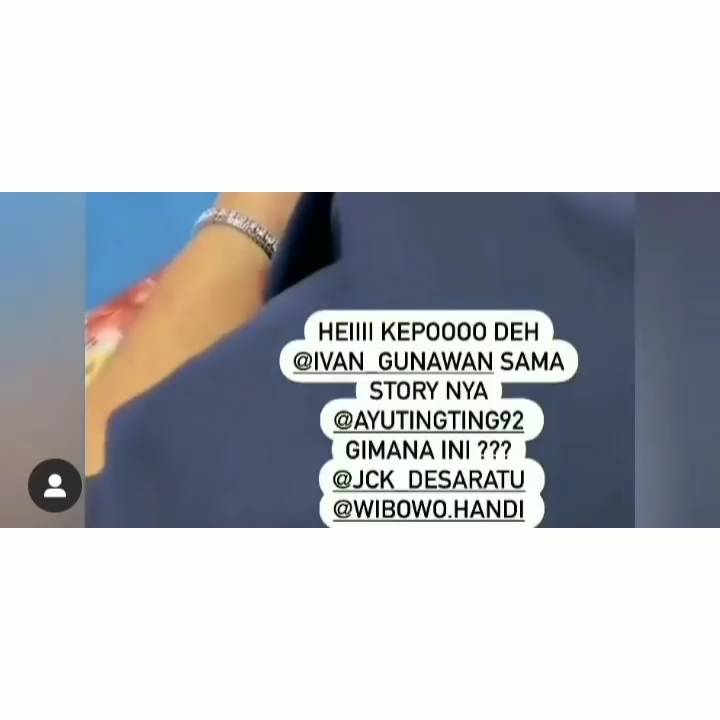 HEIIII KEPOOOO DEH
@IVAN_GUNAWAN SAMA
STORY NYA
@AYUTINGTING92
GIMANA INI ???
@JCK_DESARATU
@WIBOWO.HANDI